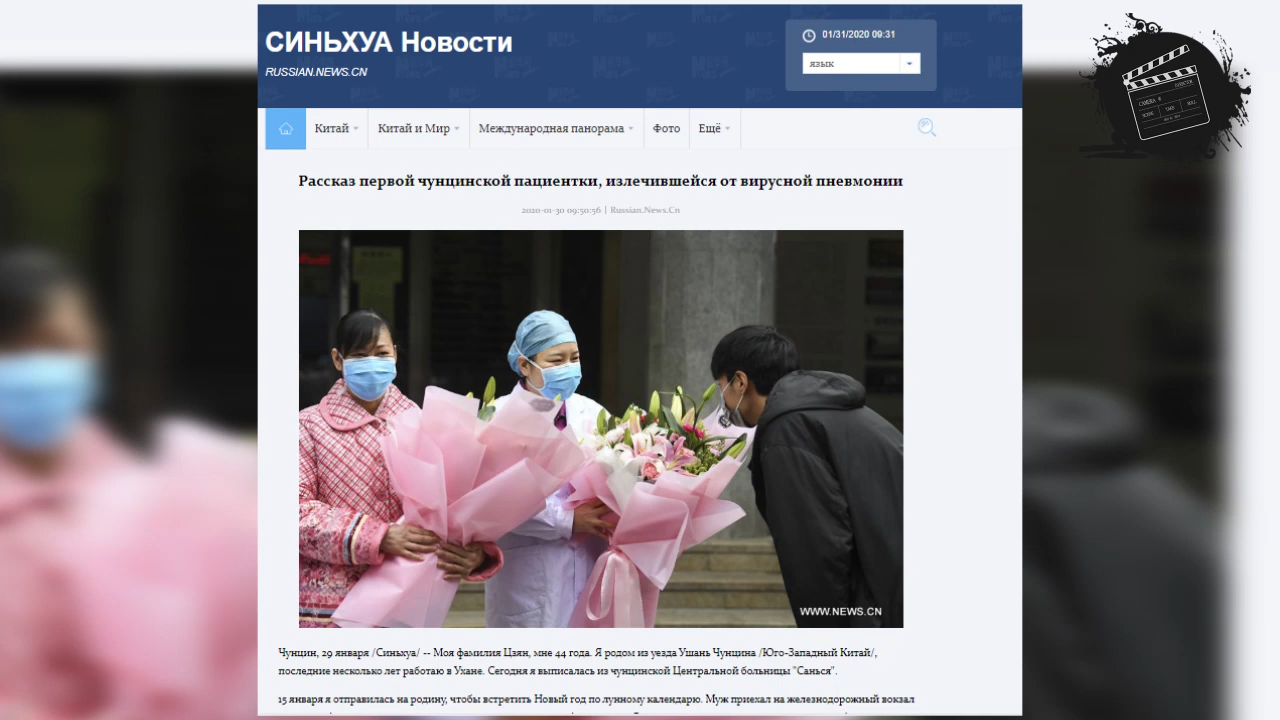 СИНЬХУА Новости
RUSSIAN.NEWS.CN
01/31/2020 09:31
язык
Китай
Китай и Мир
Международная панорама
Фото
Ещё
Рассказ первой чунцинской пациентки, излечившейся от вирусной пневмонии
2020-01-30 09:50:56 | Russian.News.Cn
WWW.NEWS.CN
Чунцин, 29 января /Синьхуа/ -- Моя фамилия Цзян, мне 44 года. Я родом из уезда Ушань Чунцина /Юго-Западный Китай/,
последние несколько лет работаю в Ухане. Сегодня я выписалась из чунцинской Центральной больницы "Санься".
15 января я отправилась на родину, чтобы встретить Новый год по лунному календарю. Муж приехал на железнодорожный вокзал